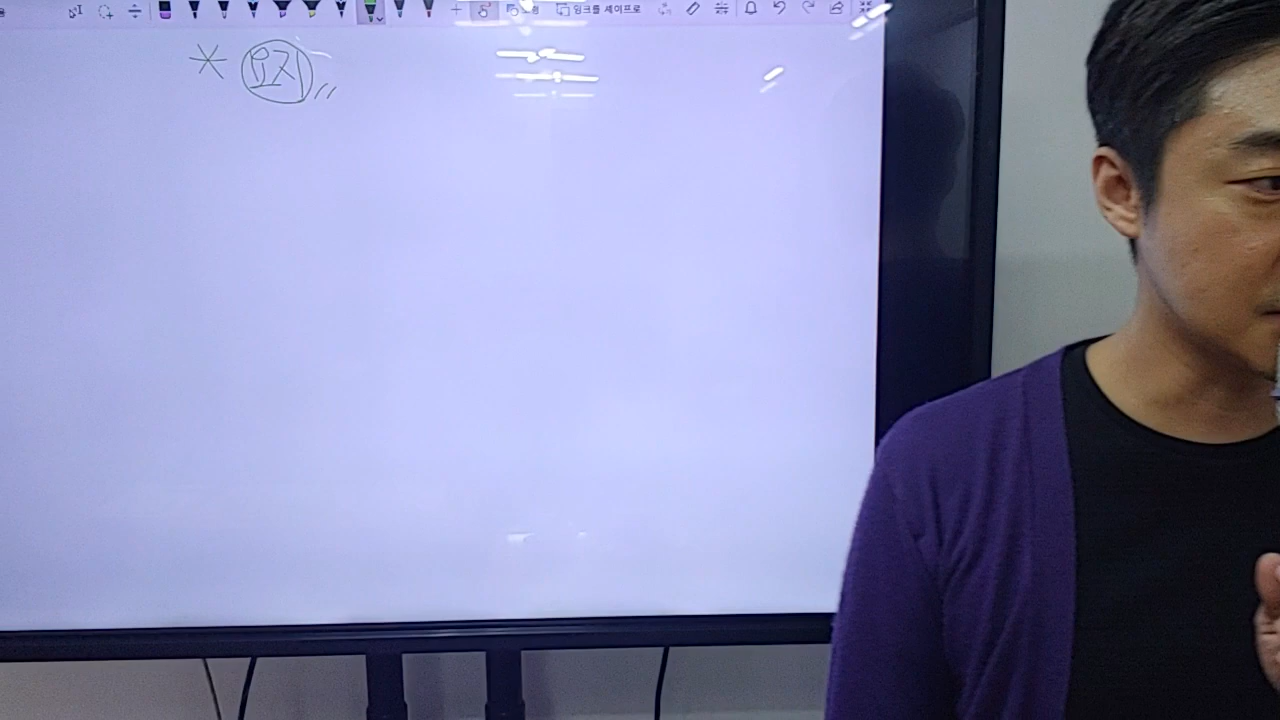 잉크를 셰이프로
* 요지 〃